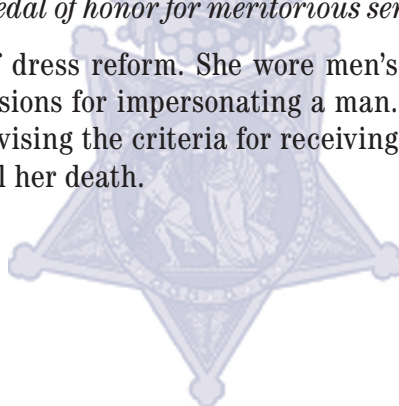 edal of honor for meritorious ser
dress reform. She wore men's
sions for impersonating a man.
vising the criteria for receiving
l her death.